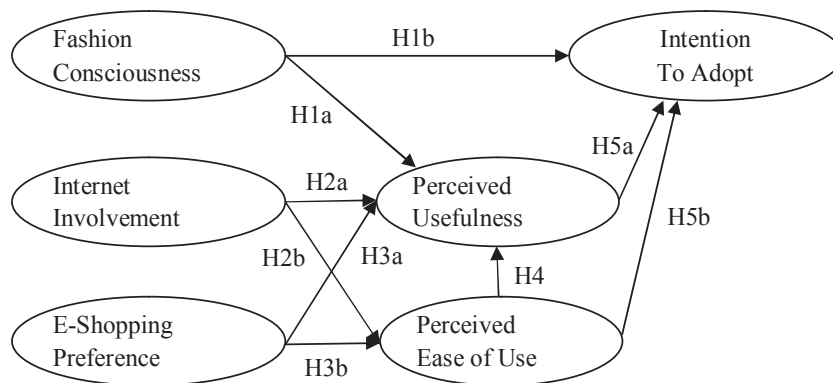 Fashion
Consciousness
H1b
Intention
To Adopt
H1a
Internet
Involvement
H2a
Perceived
Usefulness
H5a
H2b
H3a
H5b
H4
E-Shopping
Preference
H3b
Perceived
Ease of Use